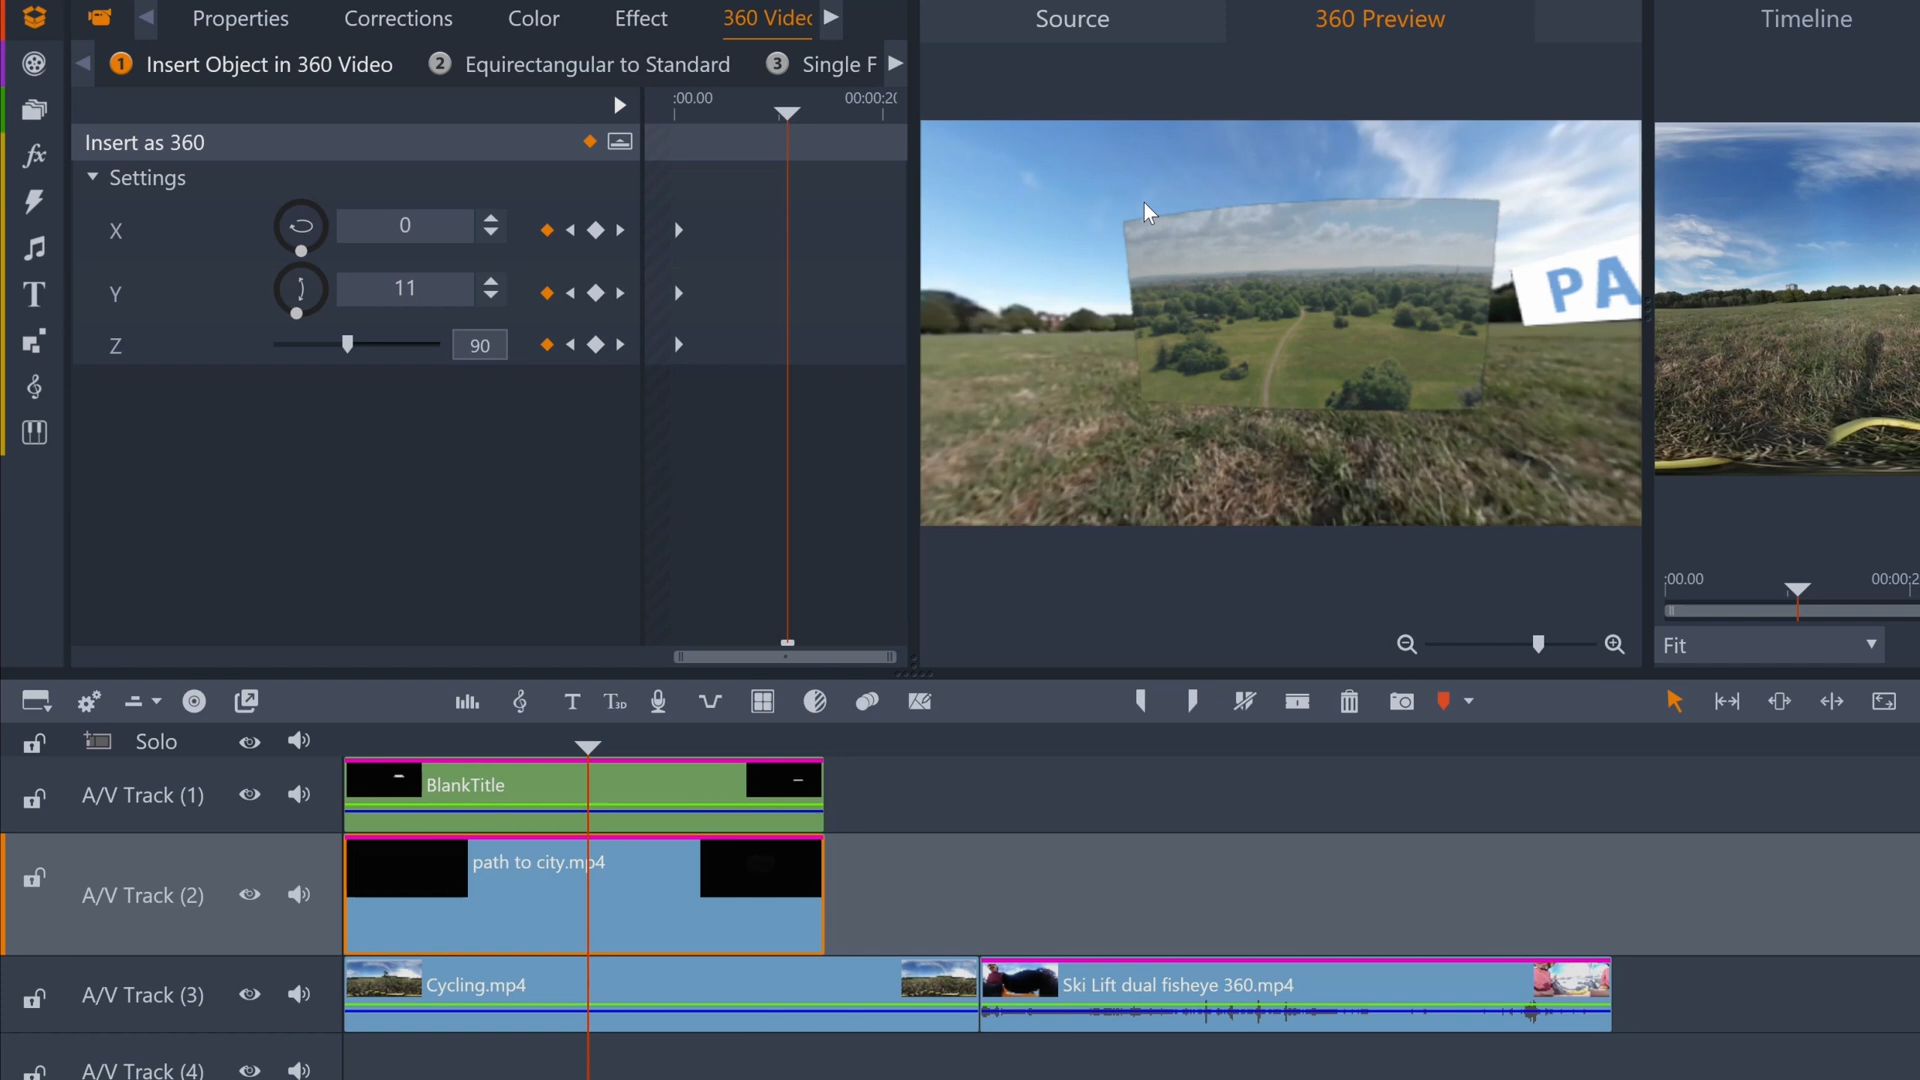 Properties Corrections Color Effect 360 Videc
Source 360 Preview Timeline
1 Insert Object in 360 Video 2 Equirectangular to Standard 3 Single F
:00.00 00:00:20
Insert as 360
Settings
X 0
Y 11
Z 90
PA
:00.00 00:00:2
Fit
fx
T
T T3D
Solo
A/V Track (1) BlankTitle
A/V Track (2) path to city.mp4
A/V Track (3) Cycling.mp4 Ski Lift dual fisheye 360.mp4
A/V Track (4)